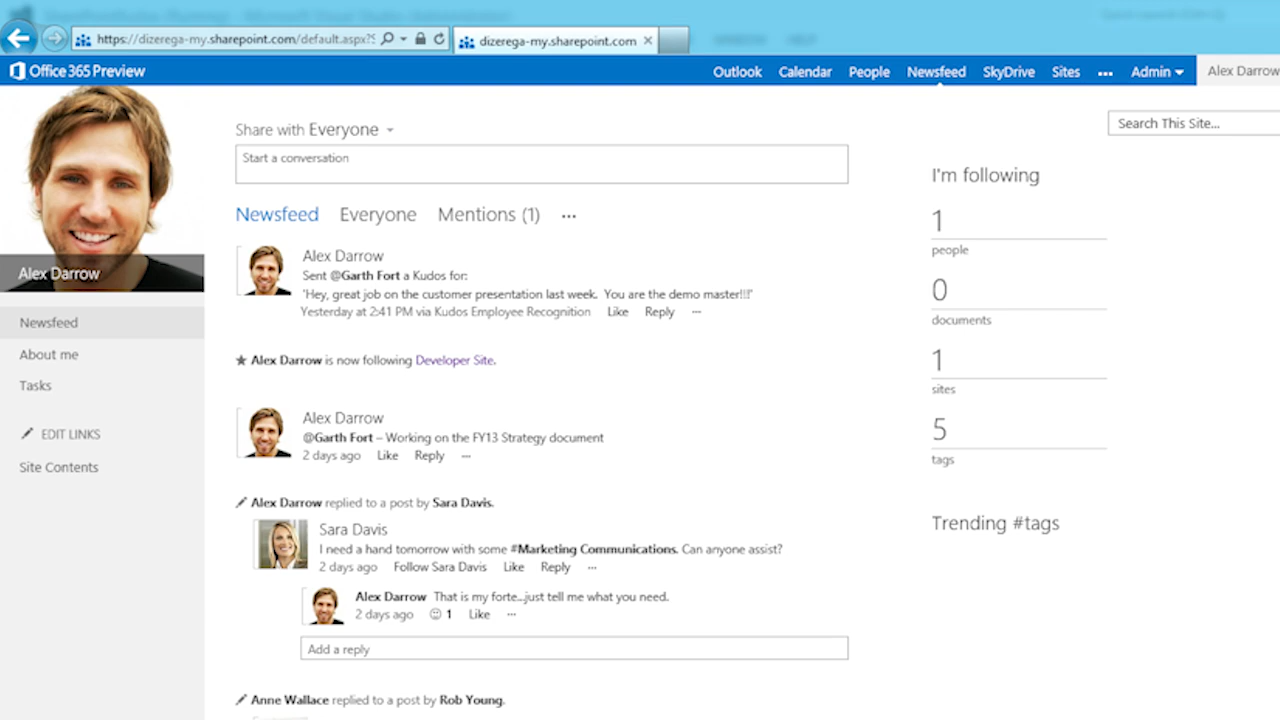 https://dizerega-my.sharepoint.com/default.aspx?S
dizerega-my.sharepoint.com
Office 365 Preview
Outlook Calendar People Newsfeed SkyDrive Sites ... Admin Alex Darrow
Alex Darrow
Newsfeed
About me
Tasks
EDIT LINKS
Site Contents
Share with Everyone
Start a conversation
Newsfeed Everyone Mentions (1) ...
Alex Darrow
Sent @Garth Fort a Kudos for:
'Hey, great job on the customer presentation last week. You are the demo master!!!'
Yesterday at 2:41 PM via Kudos Employee Recognition Like Reply ...
Alex Darrow is now following Developer Site.
Alex Darrow
@Garth Fort – Working on the FY13 Strategy document
2 days ago Like Reply ...
Alex Darrow replied to a post by Sara Davis.
Sara Davis
I need a hand tomorrow with some #Marketing Communications. Can anyone assist?
2 days ago Follow Sara Davis Like Reply ...
Alex Darrow That is my forte...just tell me what you need.
2 days ago 1 Like ...
Add a reply
Anne Wallace replied to a post by Rob Young.
Search This Site...
I'm following
1
people
0
documents
1
sites
5
tags
Trending #tags